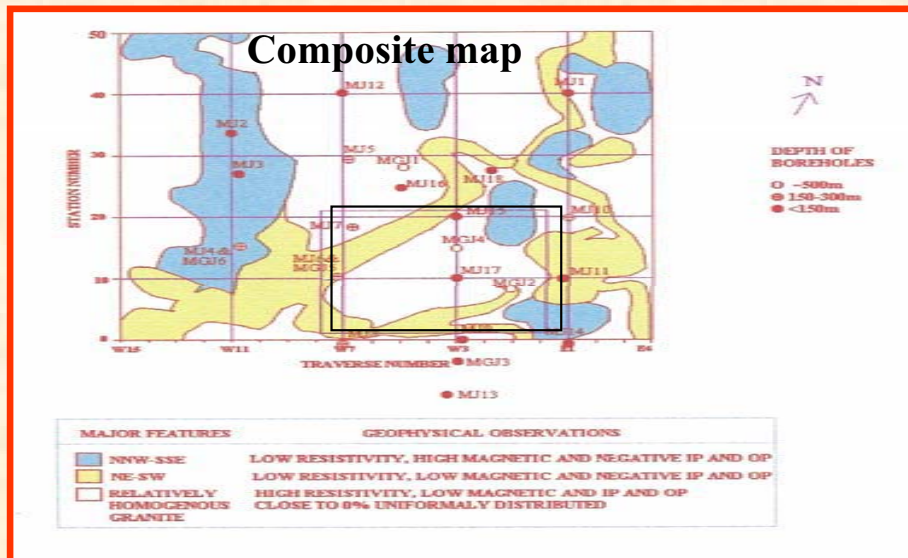 Composite map
50
40
30
20
10
0
STATION NUMBER
MJ12
MJ1
MJ2
MJ5
MGJ1
MJ3
MJ16
MJ18
MJ15
MJ10
MJ7
MGJ4
MJ4&
MGJ6
MJ17
MGJ2
MJ11
W15
W11
W7
W3
E1
E4
TRAVERSE NUMBER
MGJ3
MJ13
N
DEPTH OF
BOREHOLES
~500m
150-300m
<150m
MAJOR FEATURES
GEOPHYSICAL OBSERVATIONS
NNW-SSE
LOW RESISTIVITY, HIGH MAGNETIC AND NEGATIVE IP AND OP
NE-SW
LOW RESISTIVITY, LOW MAGNETIC AND NEGATIVE IP AND OP
RELATIVELY
HIGH RESISTIVITY, LOW MAGNETIC AND IP AND OP
HOMOGENOUS
CLOSE TO 0% UNIFORMALY DISTRIBUTED
GRANITE